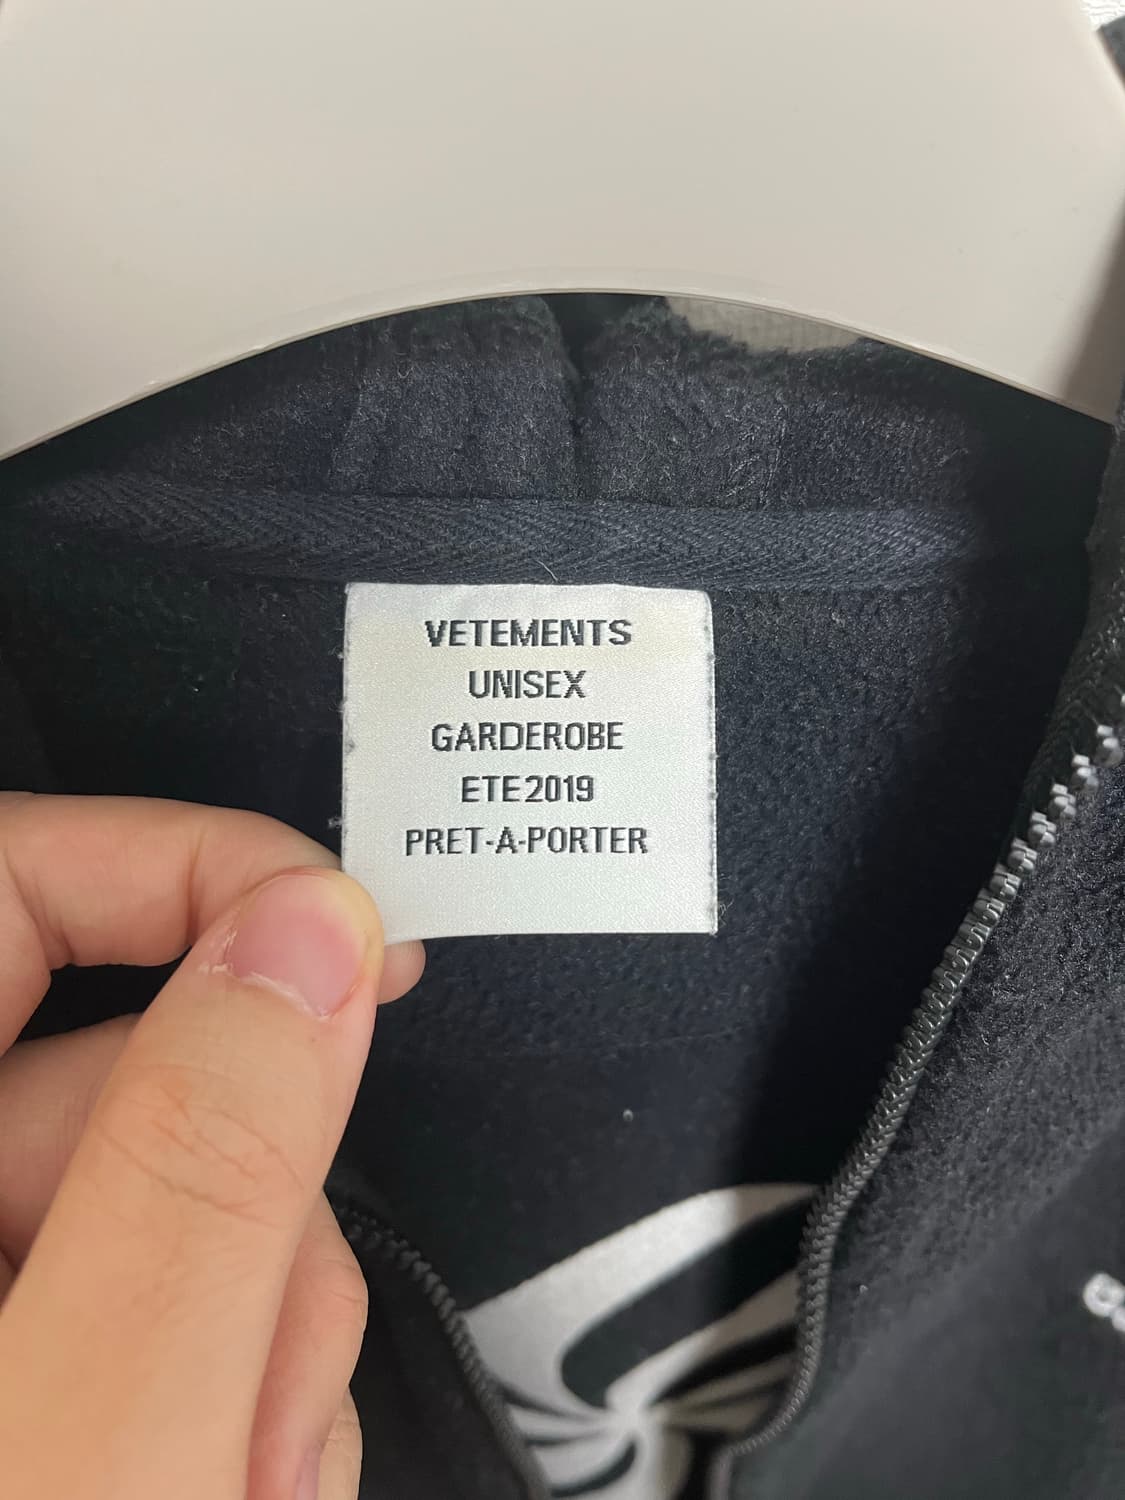 VETEMENTS
UNISEX
GARDEROBE
ETE 2019
PRET-A-PORTER